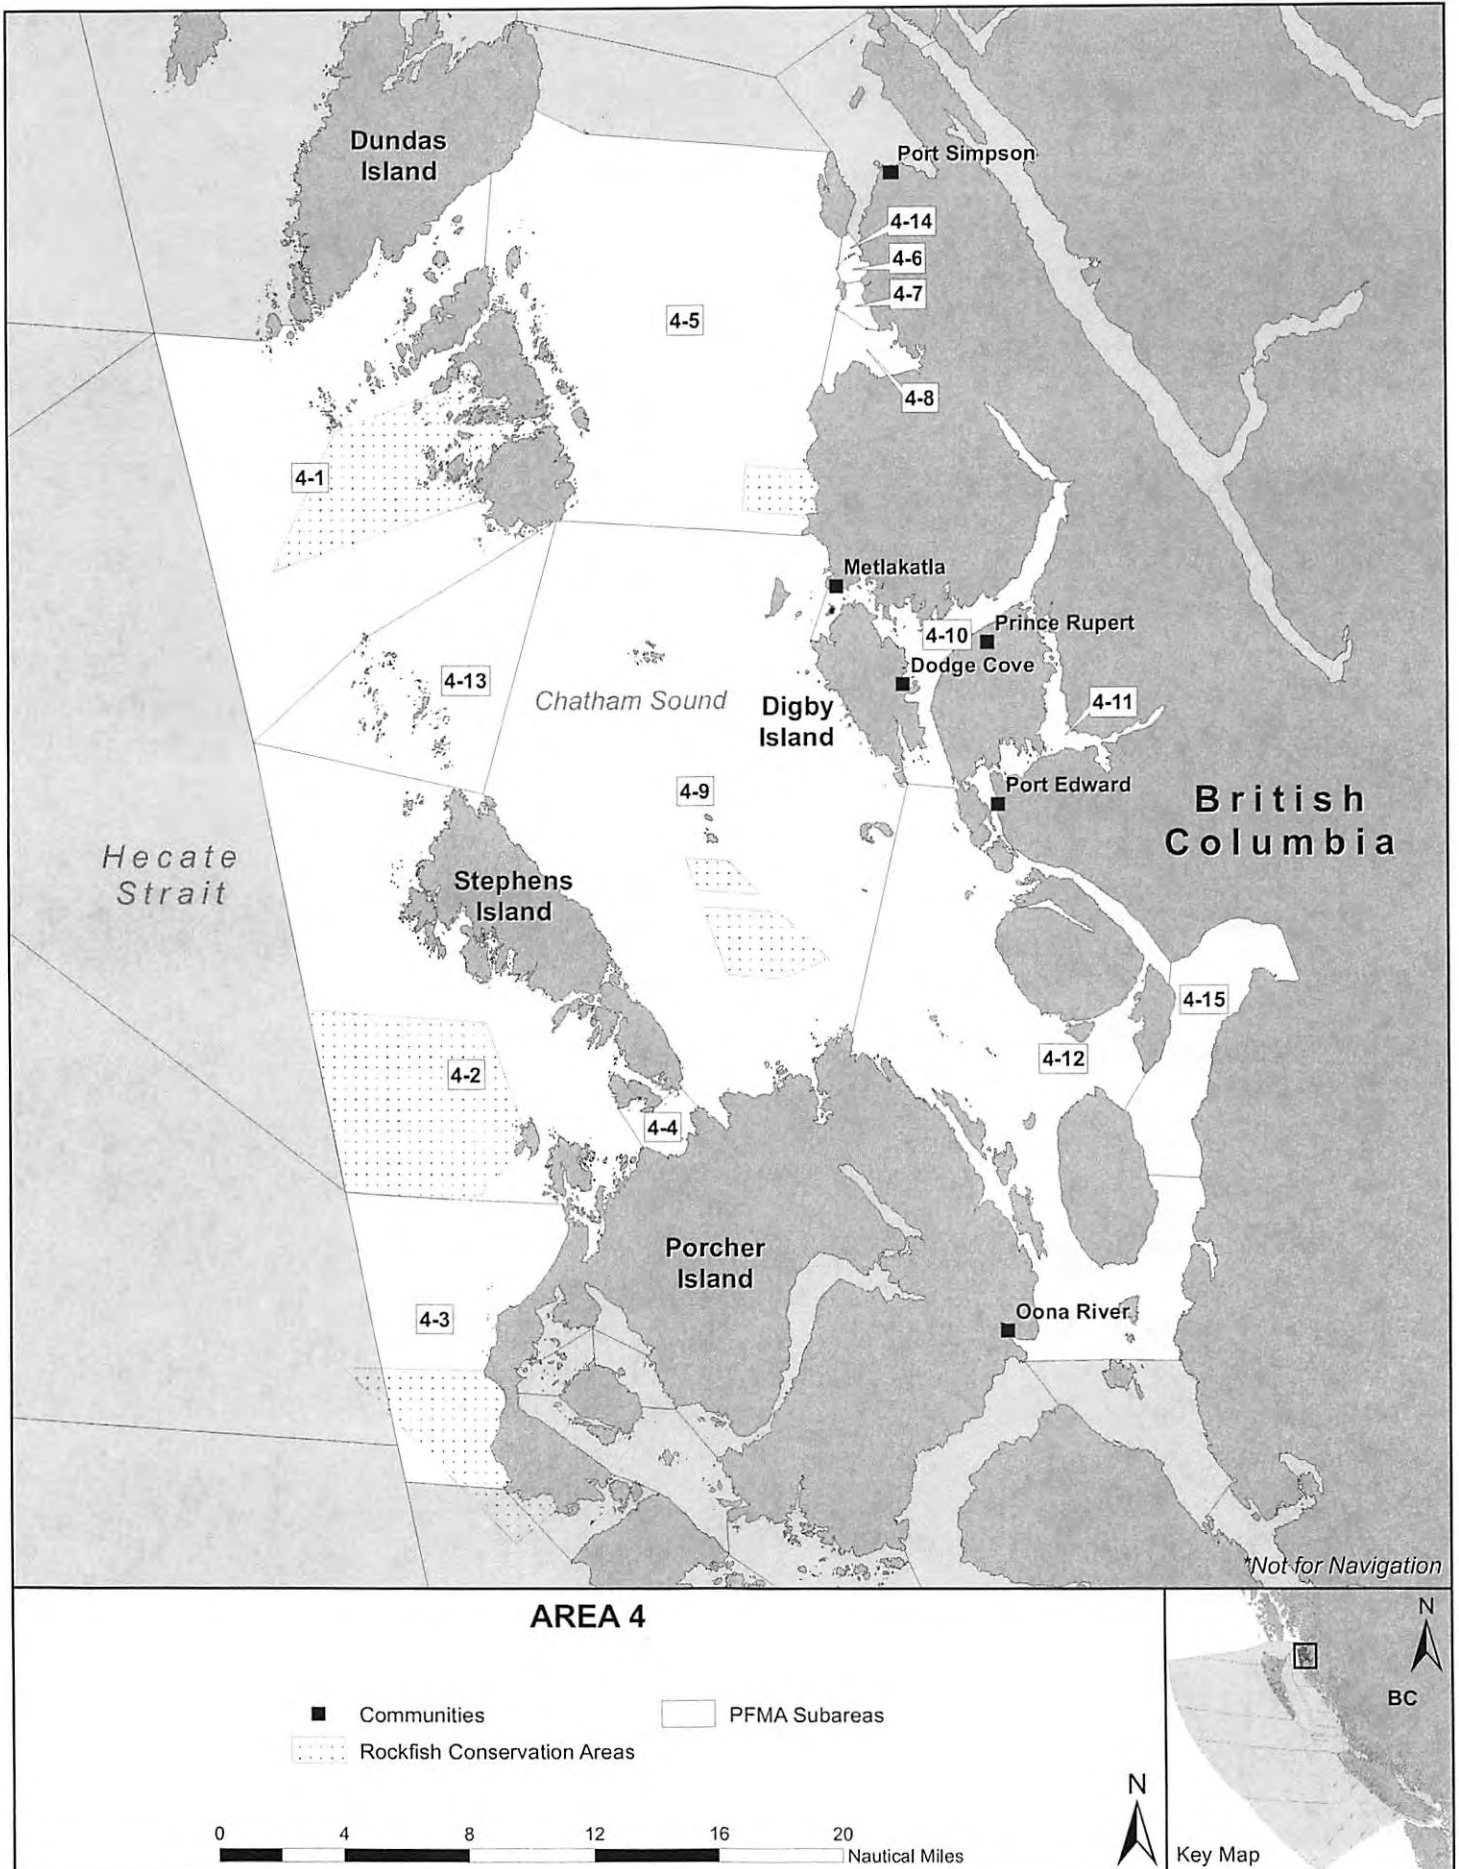 Dundas
Island
Port Simpson
4-14
4-6
4-7
4-5
4-8
4-1
Metlakatla
4-10
Prince Rupert
Dodge Cove
4-13
Chatham Sound
Digby
Island
4-11
4-9
Port Edward
British
Columbia
Hecate
Strait
Stephens
Island
4-15
4-2
4-12
4-4
Porcher
Island
4-3
Oona River
*Not for Navigation
AREA 4
Communities
PFMA Subareas
Rockfish Conservation Areas
0 4 8 12 16 20
Nautical Miles
N
N
BC
Key Map